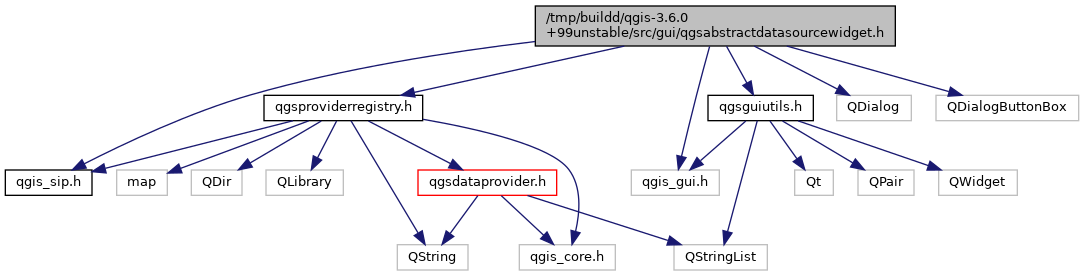 /tmp/buildd/qgis-3.6.0
+99unstable/src/gui/qgsabstractdatasourcewidget.h
qgsproviderregistry.h
qgsguiutils.h
QDialog
QDialogButtonBox
qgis_sip.h
map
QDir
QLibrary
qgsdataprovider.h
qgis_gui.h
Qt
QPair
QWidget
QString
qgis_core.h
QStringList